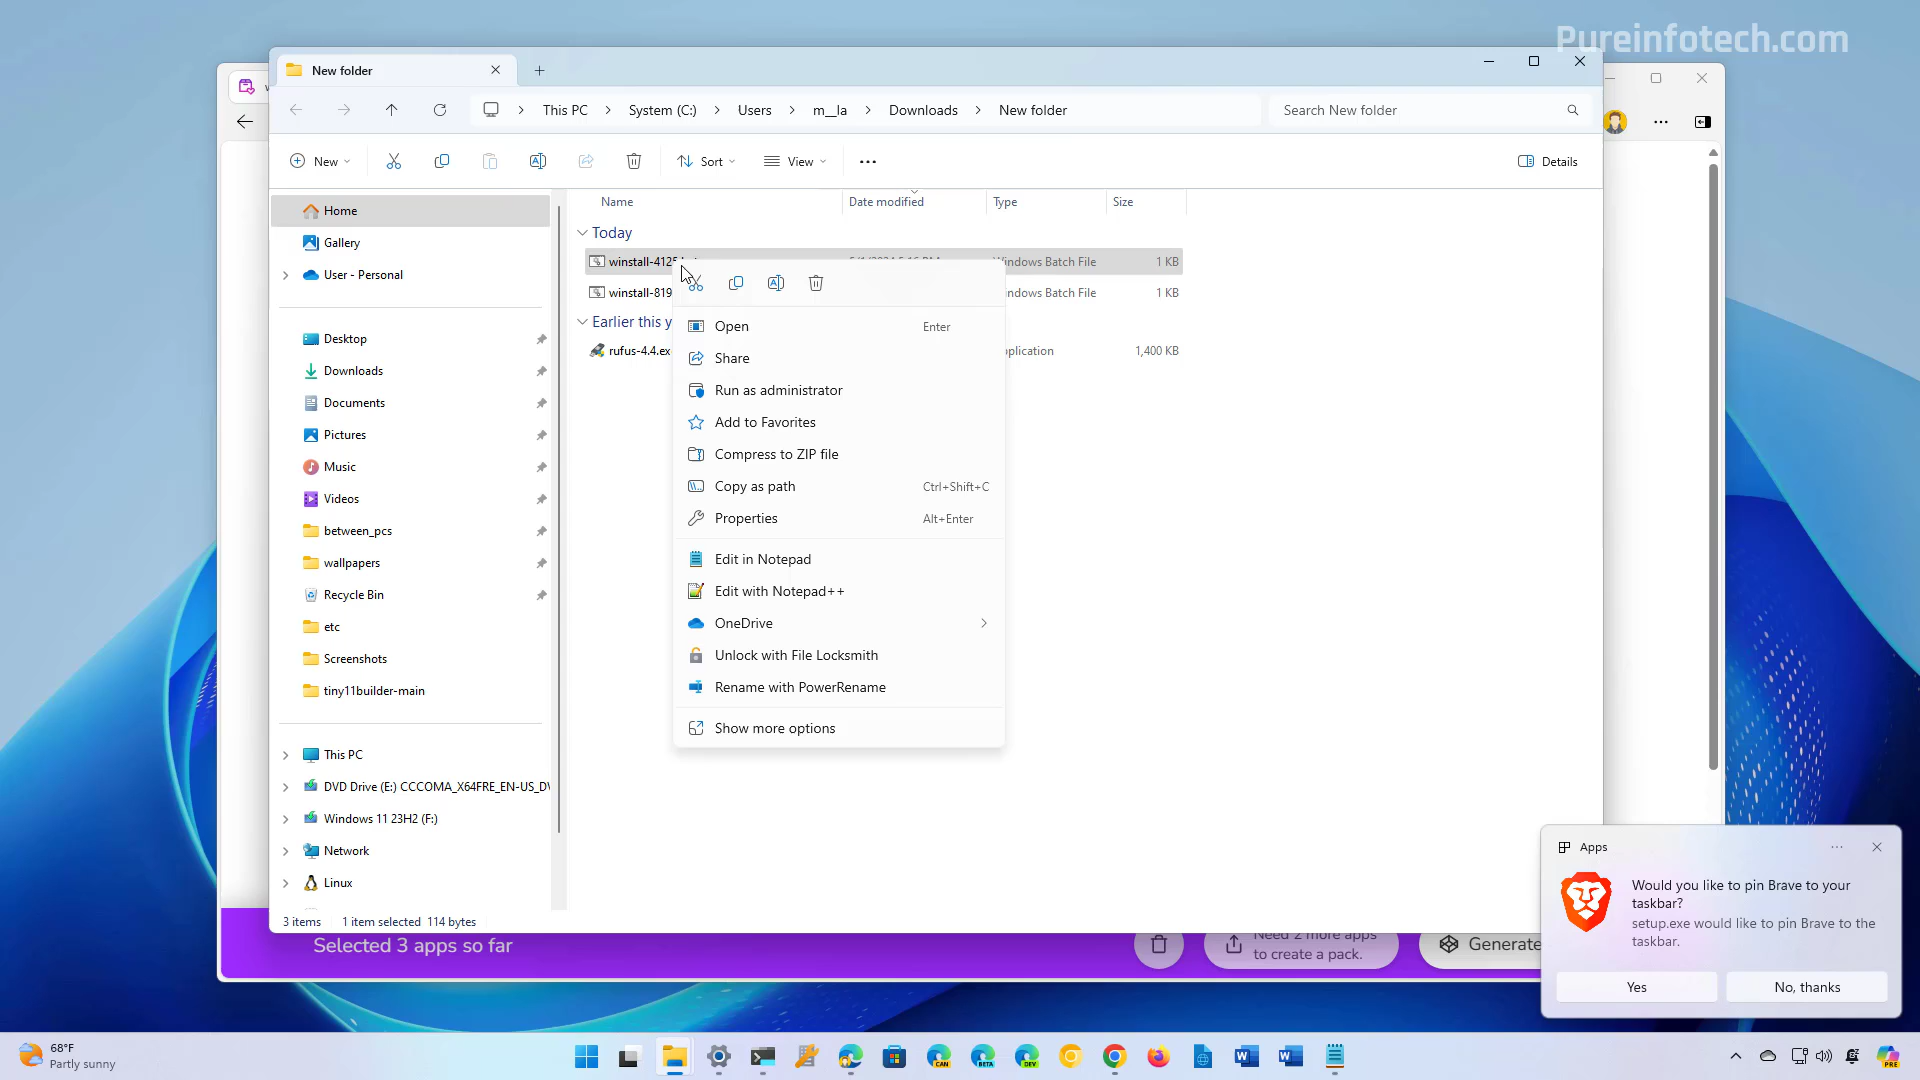 Pureinfotech.com
New folder
This PC
System (C:)
Users
m__la
Downloads
New folder
Search New folder
New
Sort
View
Details
Name
Date modified
Type
Size
Home
Gallery
User - Personal
Desktop
Downloads
Documents
Pictures
Music
Videos
between_pcs
wallpapers
Recycle Bin
etc
Screenshots
tiny11builder-main
This PC
DVD Drive (E:) CCCOMA_X64FRE_EN-US_DV
Windows 11 23H2 (F:)
Network
Linux
Today
winstall-4125
Windows Batch File
1 KB
winstall-819
ndows Batch File
1 KB
Earlier this y
rufus-4.4.ex
plication
1,400 KB
Open Enter
Share
Run as administrator
Add to Favorites
Compress to ZIP file
Copy as path Ctrl+Shift+C
Properties Alt+Enter
Edit in Notepad
Edit with Notepad++
OneDrive
Unlock with File Locksmith
Rename with PowerRename
Show more options
3 items 1 item selected 114 bytes
Selected 3 apps so far
Need 2 more apps
to create a pack.
Generate
Apps
Would you like to pin Brave to your
taskbar?
setup.exe would like to pin Brave to the
taskbar.
Yes
No, thanks
68°F
Partly sunny
CAN
BETA
DEV
PRE